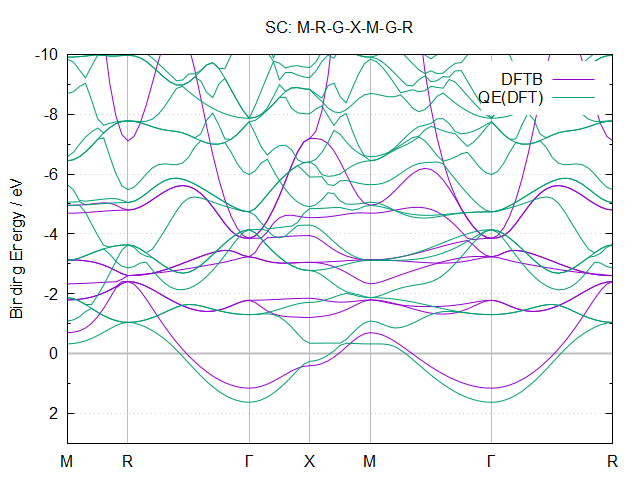 SC: M-R-G-X-M-G-R
-10
DFTB
QE(DFT)
-8
-6
Binding Energy / eV
-4
-2
0
2
M R Γ X M Γ R